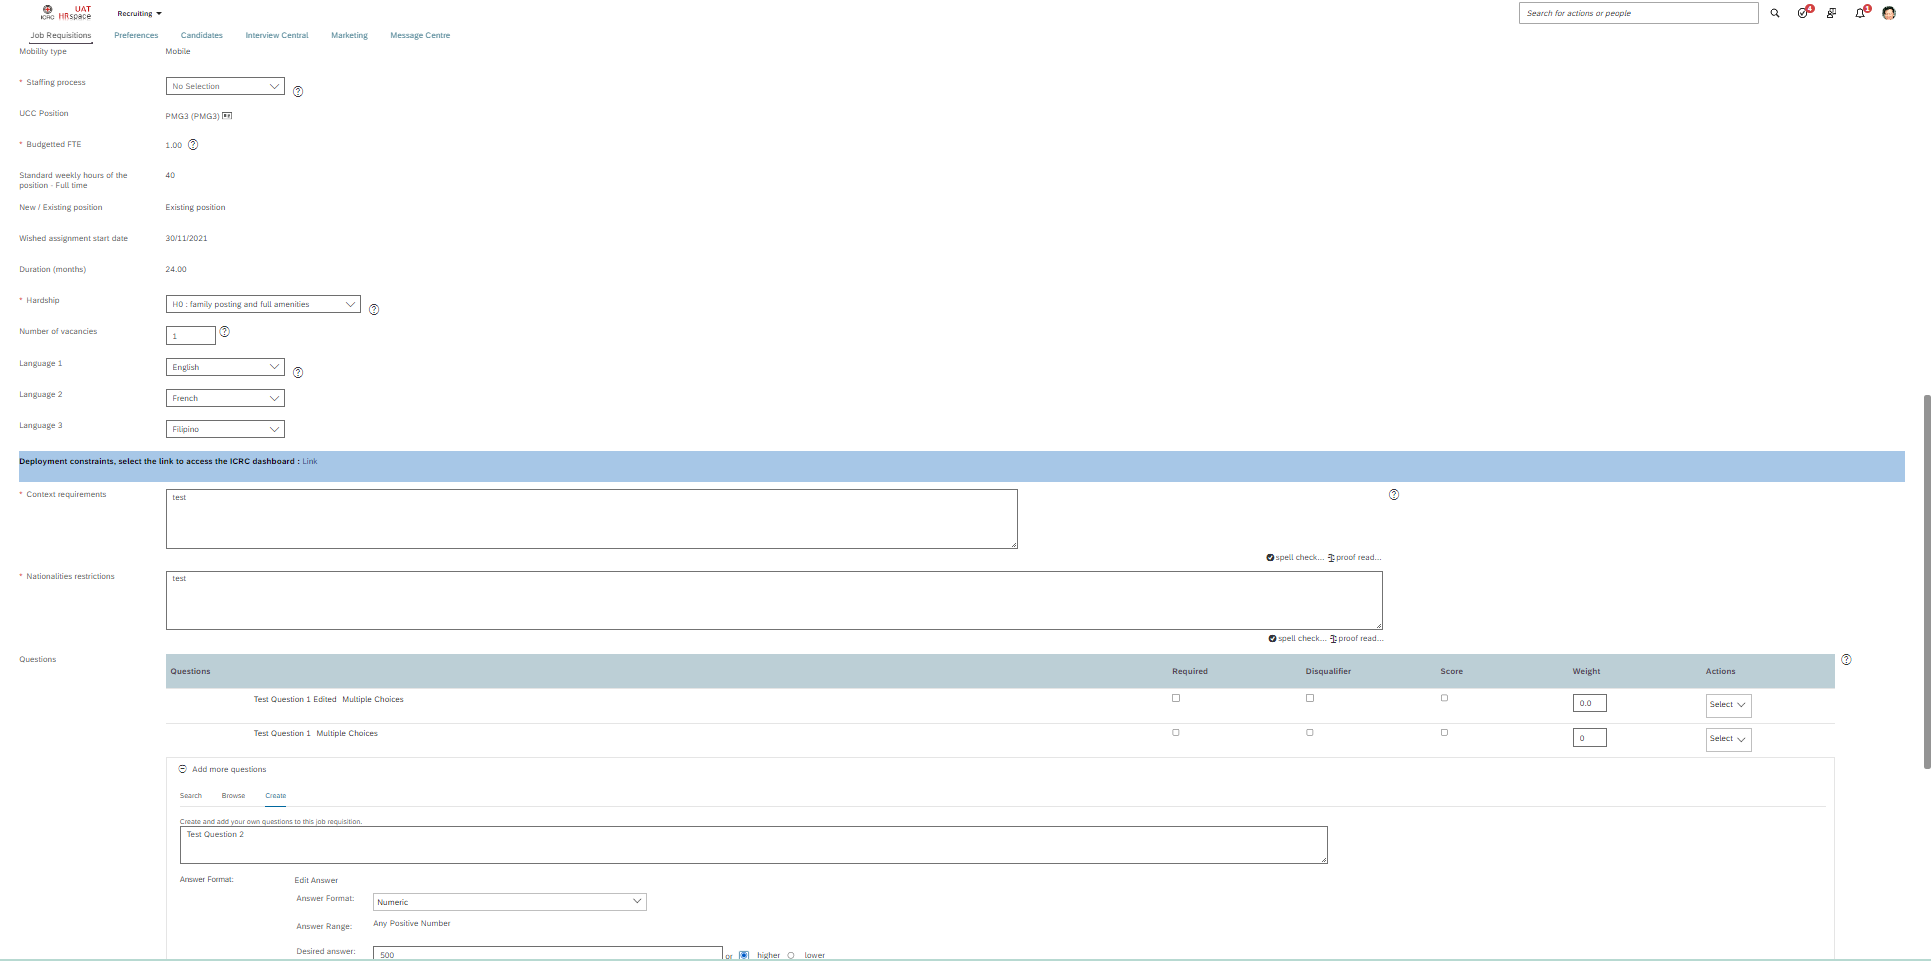 ICRC
UAT
HRspace
Recruiting
Search for actions or people
4
1
Job Requisitions Preferences Candidates Interview Central Marketing Message Centre
Mobility type Mobile
* Staffing process No Selection
UCC Position PMG3 (PMG3)
* Budgetted FTE 1.00
Standard weekly hours of the position - Full time 40
New / Existing position Existing position
Wished assignment start date 30/11/2021
Duration (months) 24.00
* Hardship H0 : family posting and full amenities
Number of vacancies 1
Language 1 English
Language 2 French
Language 3 Filipino
Deployment constraints, select the link to access the ICRC dashboard : Link
* Context requirements test
spell check... proof read...
* Nationalities restrictions test
spell check... proof read...
Questions
Questions Required Disqualifier Score Weight Actions
Test Question 1 Edited Multiple Choices 0.0 Select
Test Question 1 Multiple Choices 0 Select
Add more questions
Search Browse Create
Create and add your own questions to this job requisition.
Test Question 2
Answer Format: Edit Answer
Answer Format: Numeric
Answer Range: Any Positive Number
Desired answer: 500 or higher lower